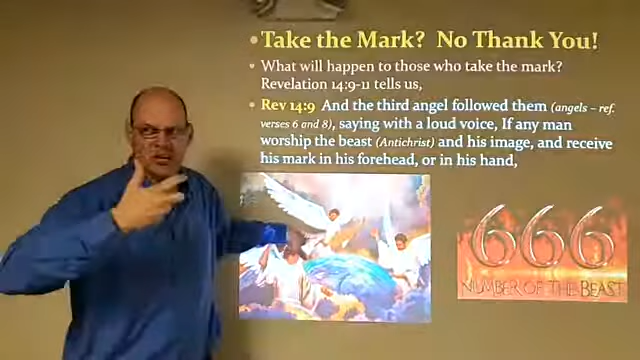 • Take the Mark? No Thank You!
• What will happen to those who take the mark?
Revelation 14:9-11 tells us,
• Rev 14:9 And the third angel followed them (angels – ref.
verses 6 and 8), saying with a loud voice, If any man
worship the beast (Antichrist) and his image, and receive
his mark in his forehead, or in his hand,
666
NUMBER OF THE BEAST